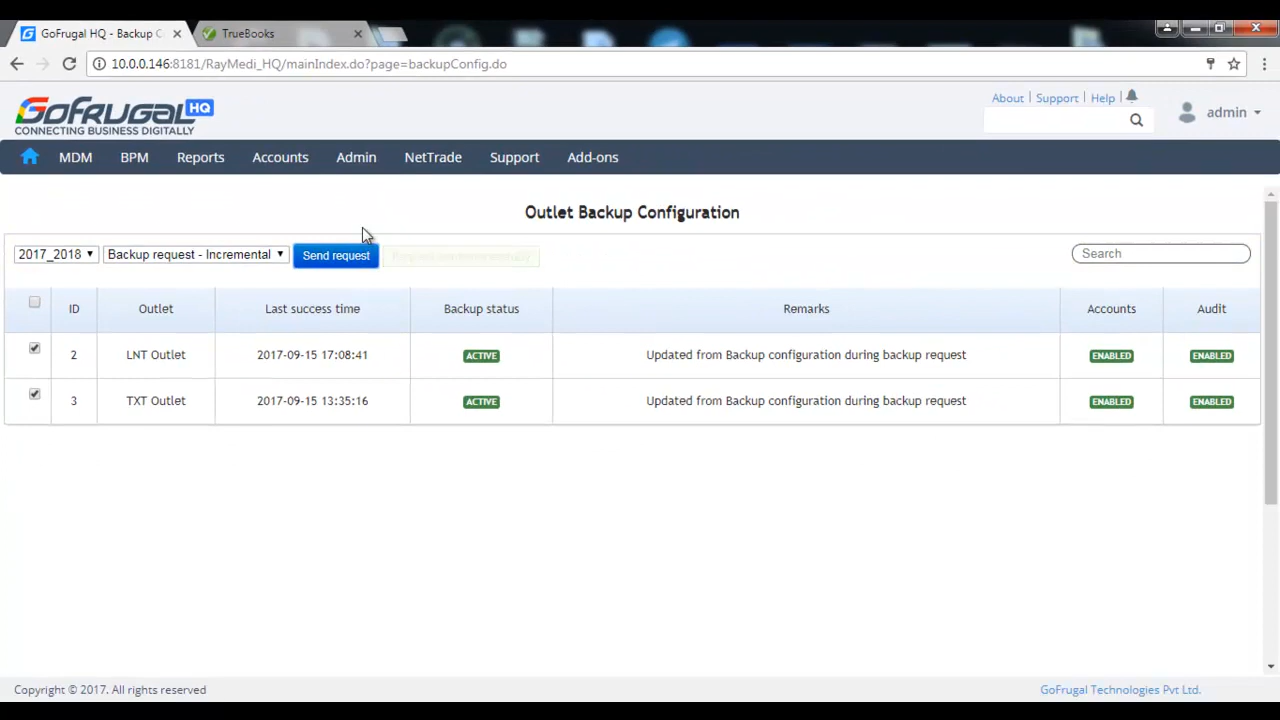 GoFrugal HQ - Backup C
TrueBooks
10.0.0.146:8181/RayMedi_HQ/mainIndex.do?page=backupConfig.do
GOFRUGAL HQ
CONNECTING BUSINESS DIGITALLY
About | Support | Help |
admin
MDM BPM Reports Accounts Admin NetTrade Support Add-ons
Outlet Backup Configuration
2017_2018 Backup request - Incremental Send request Search
ID Outlet Last success time Backup status Remarks Accounts Audit
2 LNT Outlet 2017-09-15 17:08:41 ACTIVE Updated from Backup configuration during backup request ENABLED ENABLED
3 TXT Outlet 2017-09-15 13:35:16 ACTIVE Updated from Backup configuration during backup request ENABLED ENABLED
Copyright © 2017. All rights reserved GoFrugal Technologies Pvt Ltd.